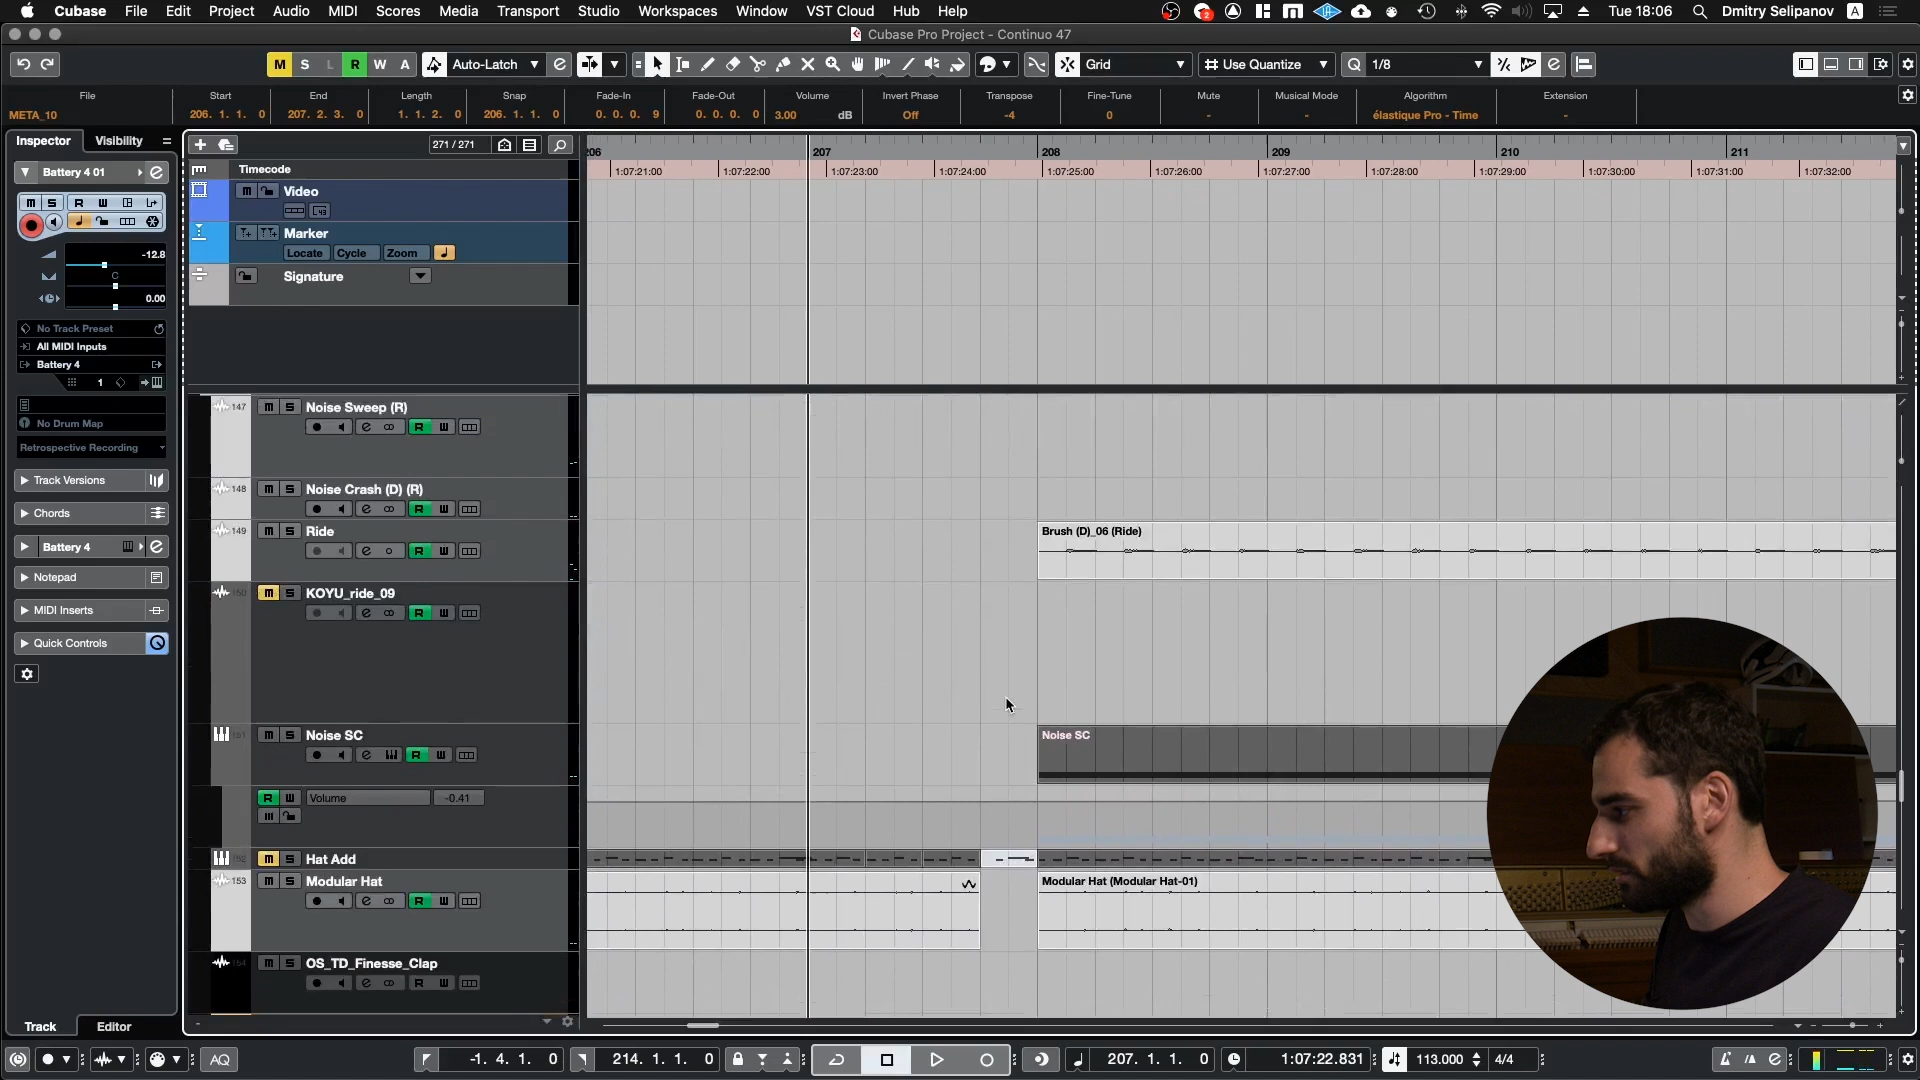 Cubase File Edit Project Audio MIDI Scores Media Transport Studio Workspaces Window VST Cloud Hub Help
2 Tue 18:06 Dmitry Selipanov A
Cubase Pro Project - Continuo 47
M S L R W A Auto-Latch Grid Use Quantize Q 1/8
File Start End Length Snap Fade-In Fade-Out Volume Invert Phase Transpose Fine-Tune Mute Musical Mode Algorithm Extension
META_10 206. 1. 1. 0 207. 2. 3. 0 1. 1. 2. 0 206. 1. 1. 0 0. 0. 0. 9 0. 0. 0. 0 3.00 dB Off -4 0 - - élastique Pro - Time -
Inspector Visibility
271 / 271
206 207 208 209 210 211
Timecode
1:07:21:00 1:07:22:00 1:07:23:00 1:07:24:00 1:07:25:00 1:07:26:00 1:07:27:00 1:07:28:00 1:07:29:00 1:07:30:00 1:07:31:00 1:07:32:00
Battery 4 01
M S R W
-12.8
C
0.00
No Track Preset
All MIDI Inputs
Battery 4
1
No Drum Map
Retrospective Recording
Track Versions
Chords
Battery 4
Notepad
MIDI Inserts
Quick Controls
Track Editor
M Video
Marker
Locate Cycle Zoom
Signature
147 M S Noise Sweep (R)
R W
148 M S Noise Crash (D) (R)
R W
149 M S Ride
R W
Brush (D)_06 (Ride)
150 M S KOYU_ride_09
R W
151 M S Noise SC
R W
Noise SC
R W Volume -0.41
152 M S Hat Add
153 M S Modular Hat
R W
Modular Hat (Modular Hat-01)
154 M S OS_TD_Finesse_Clap
R W
AQ -1. 4. 1. 0 214. 1. 1. 0 207. 1. 1. 0 1:07:22.831 113.000 4/4